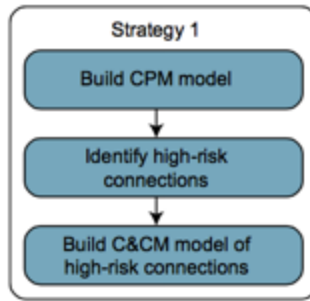 Strategy 1
Build CPM model
Identify high-risk
connections
Build C&CM model of
high-risk connections